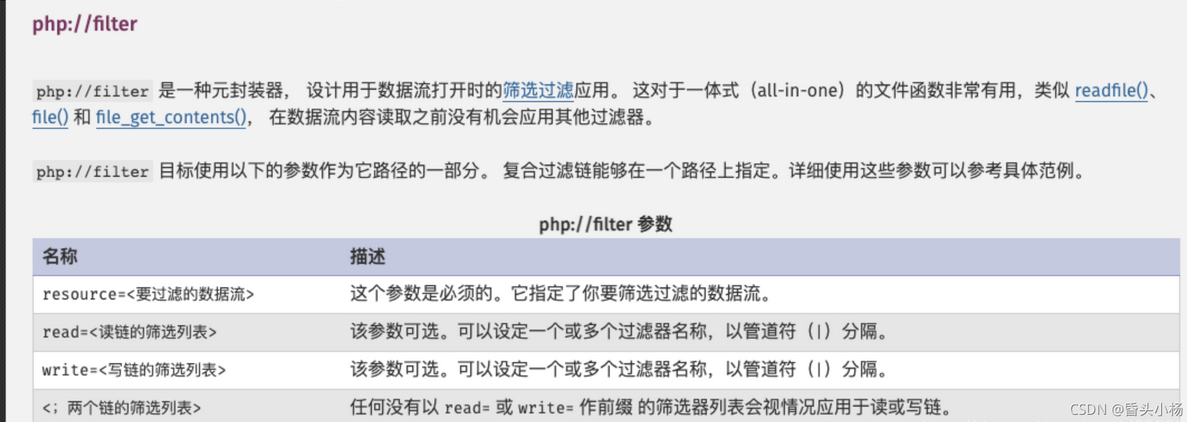 php://filter
php://filter 是一种元封装器， 设计用于数据流打开时的筛选过滤应用。 这对于一体式（all-in-one）的文件函数非常有用，类似 readfile()、
file() 和 file_get_contents()， 在数据流内容读取之前没有机会应用其他过滤器。
php://filter 目标使用以下的参数作为它路径的一部分。 复合过滤链能够在一个路径上指定。详细使用这些参数可以参考具体范例。
php://filter 参数
名称 描述
resource=<要过滤的数据流> 这个参数是必须的。它指定了你要筛选过滤的数据流。
read=<读链的筛选列表> 该参数可选。可以设定一个或多个过滤器名称，以管道符（|）分隔。
write=<写链的筛选列表> 该参数可选。可以设定一个或多个过滤器名称，以管道符（|）分隔。
<；两个链的筛选列表> 任何没有以 read= 或 write= 作前缀 的筛选器列表会视情况应用于读或写链。
CSDN @昏头小杨